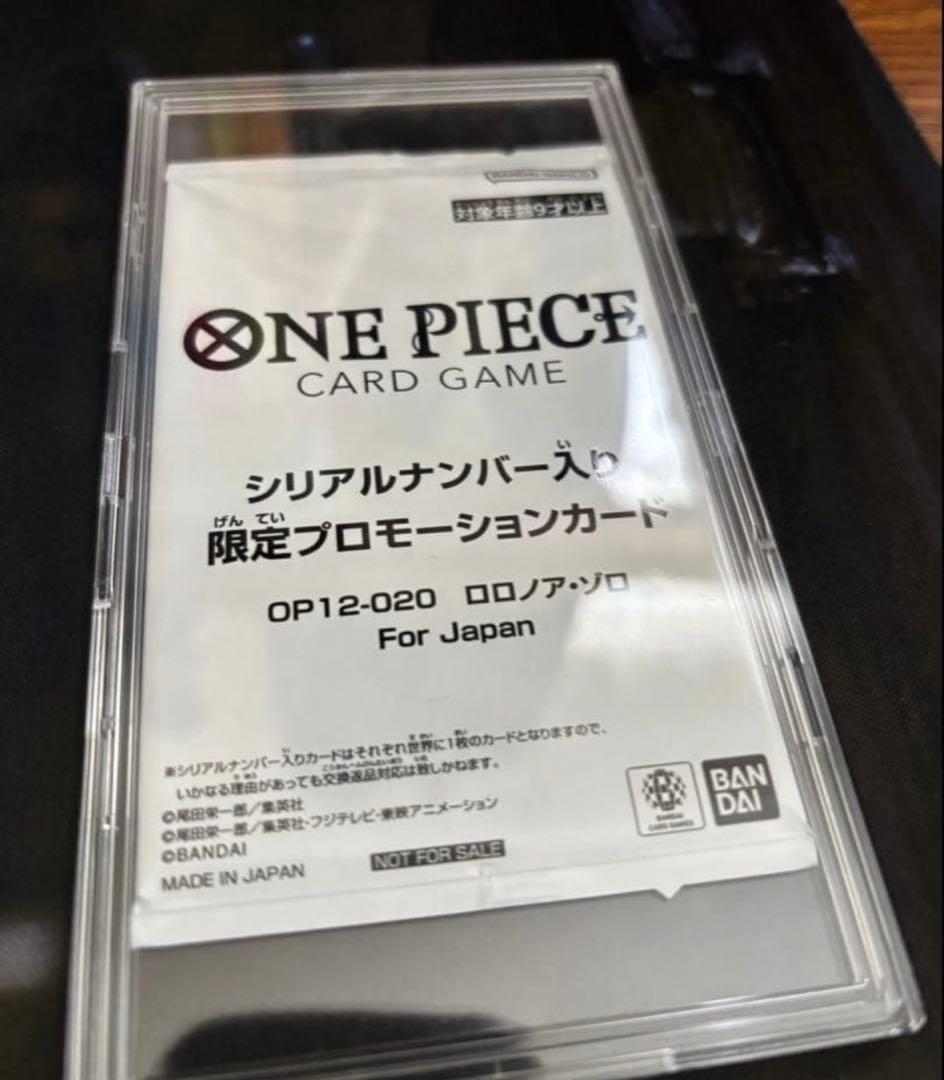 BANDAI NAMCO
対象年齢9才以上
ONE PIECE
CARD GAME
シリアルナンバー入り
限定プロモーションカード
OP12-020 ロロノア・ゾロ
For Japan
※シリアルナンバー入りカードはそれぞれ世界に1枚のカードとなりますので、
いかなる理由があっても交換返品対応は致しかねます。
©尾田栄一郎／集英社
©尾田栄一郎／集英社・フジテレビ・東映アニメーション
©BANDAI
MADE IN JAPAN
NOT FOR SALE
BANDAI
CARD GAMES
BAN
DAI